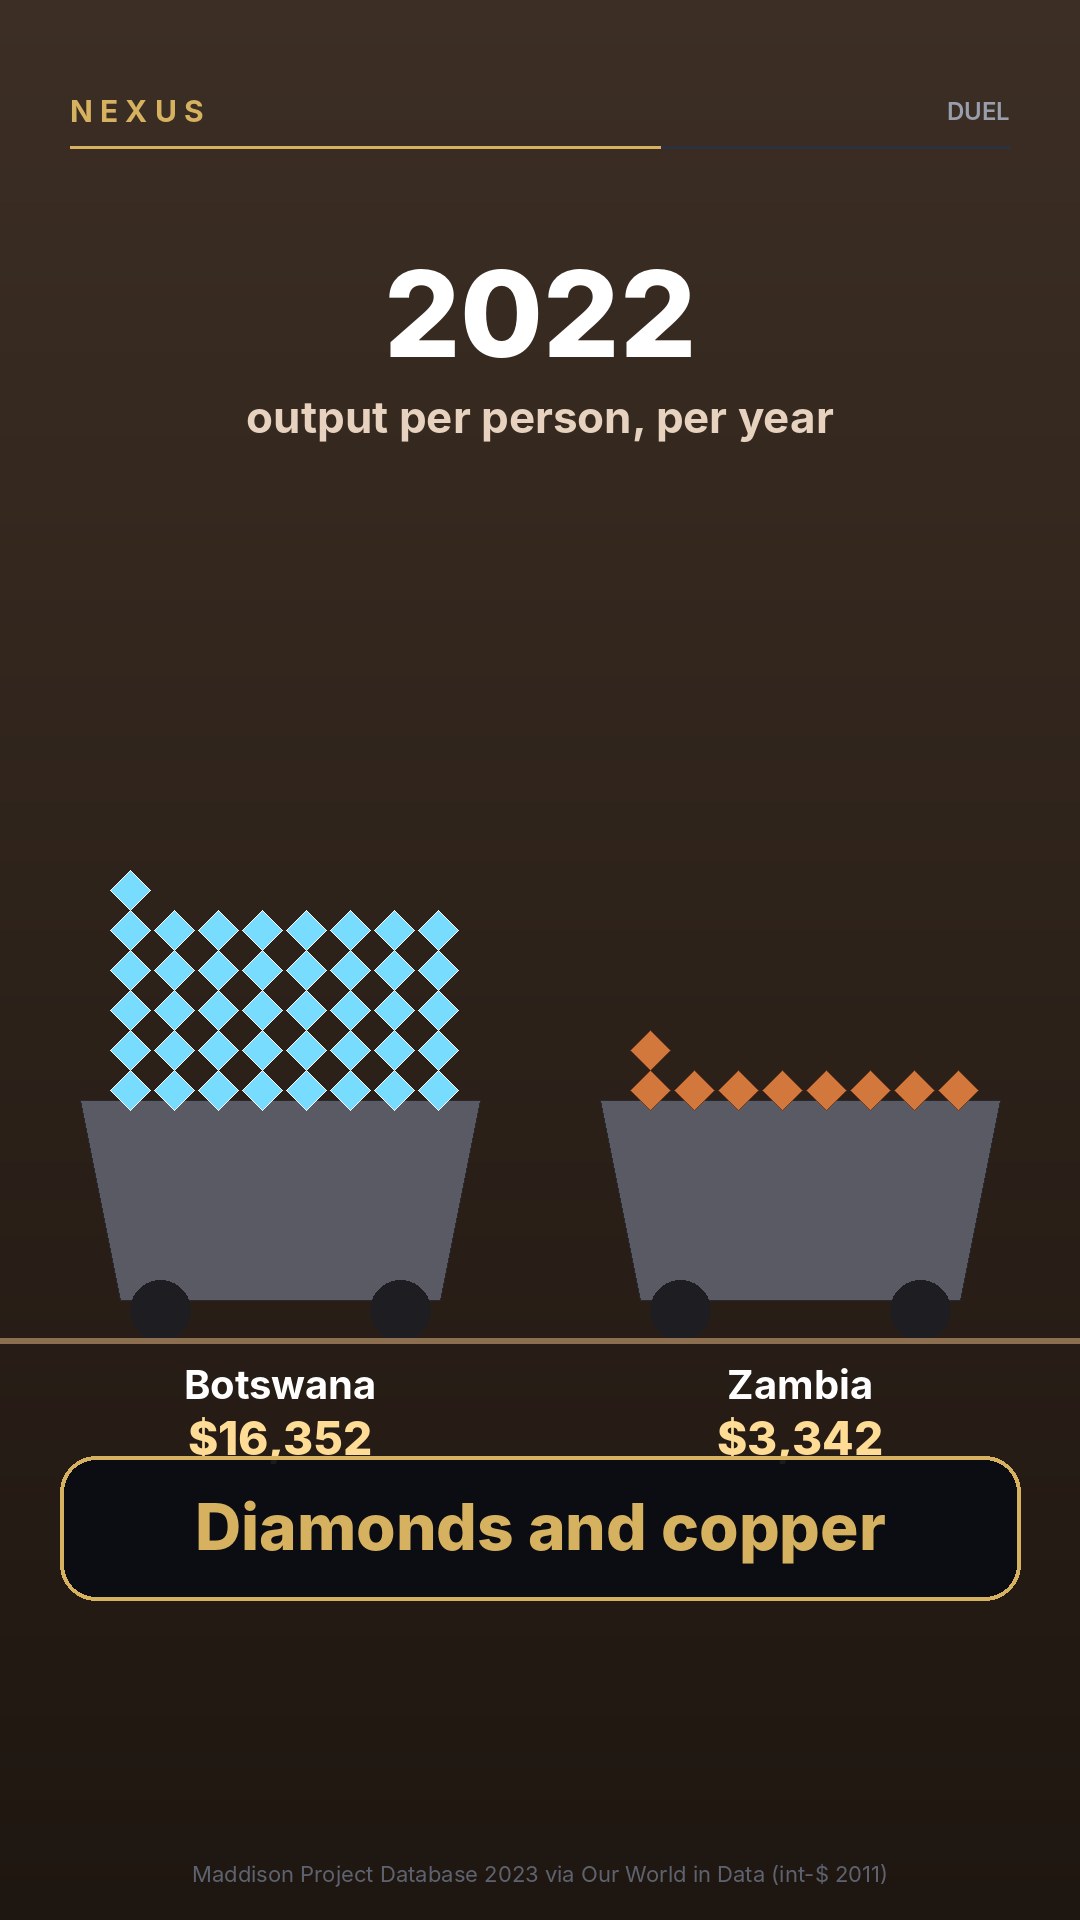 NEXUS
DUEL
2022
output per person, per year
Botswana
Zambia
$16,352
$3,342
Diamonds and copper
Maddison Project Database 2023 via Our World in Data (int-$ 2011)